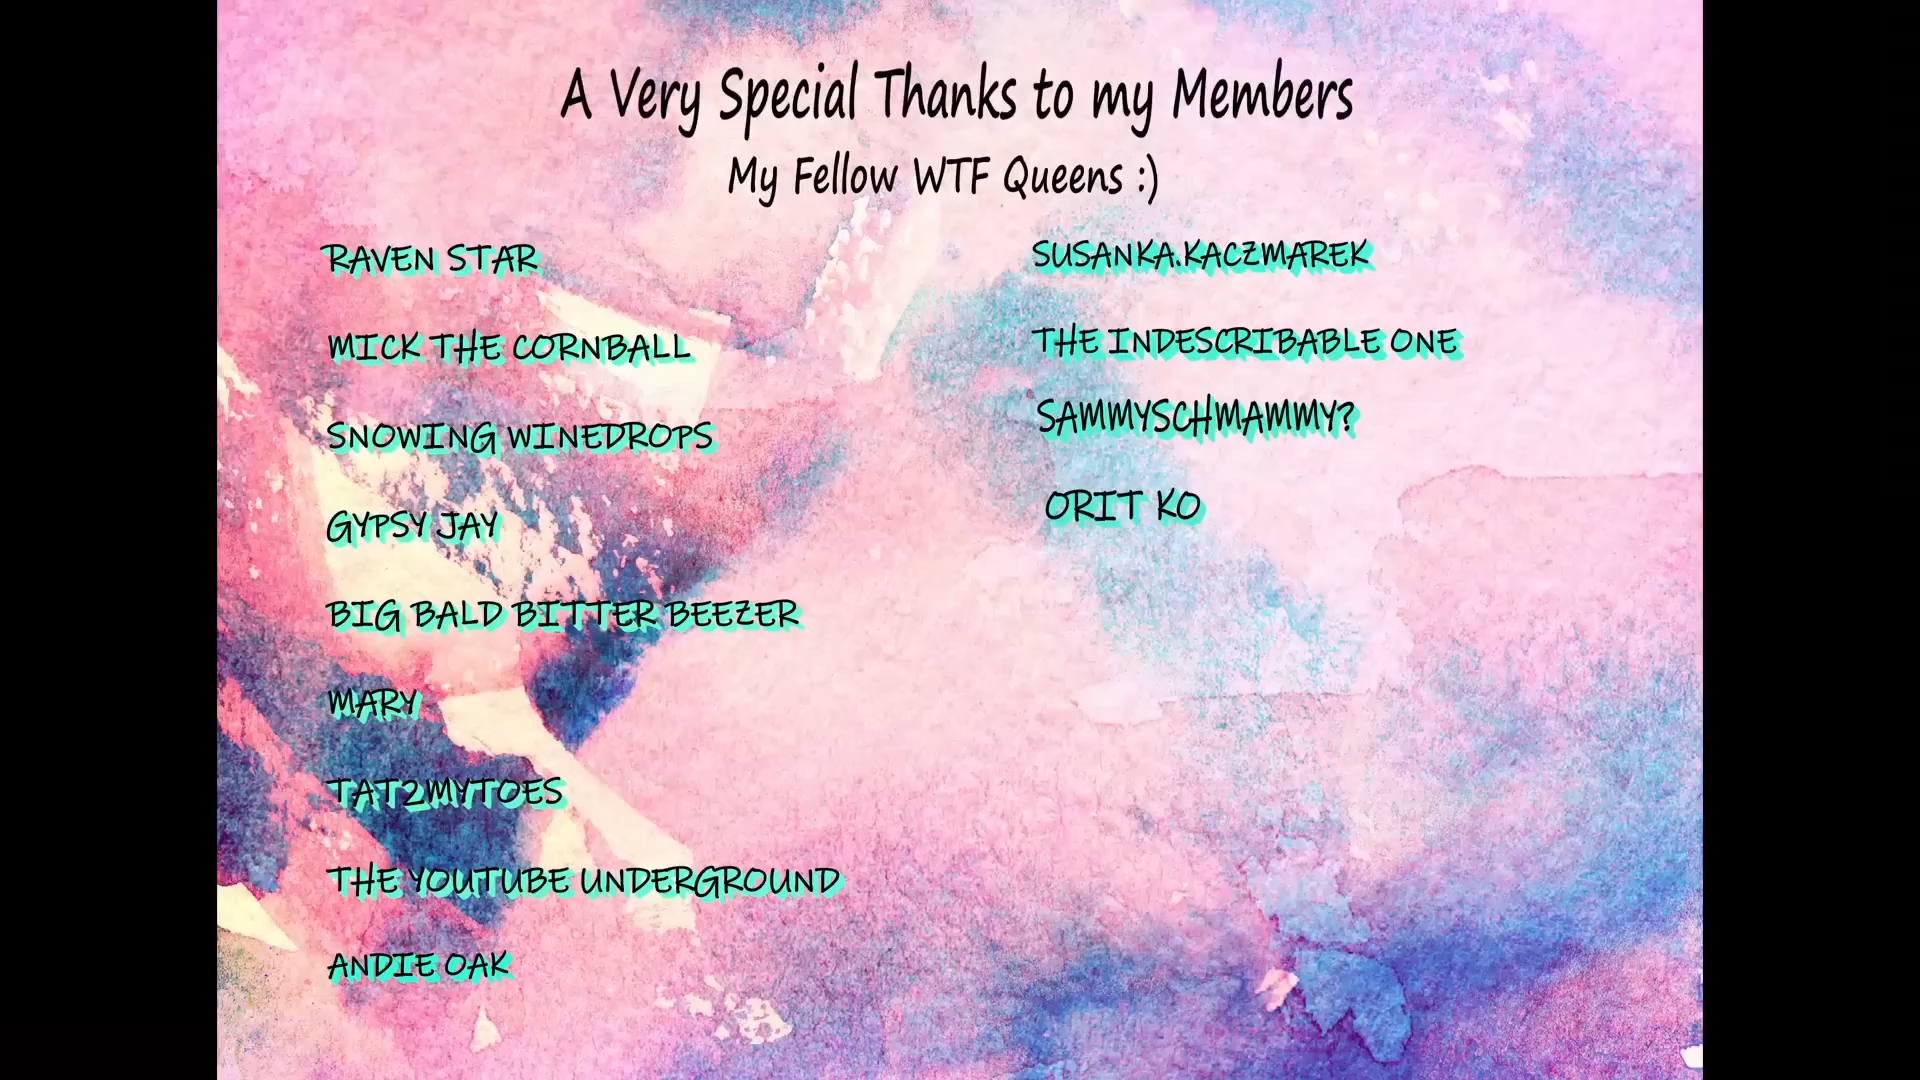 A Very Special Thanks to my Members
My Fellow WTF Queens :)
RAVEN STAR
MICK THE CORNBALL
SNOWING WINEDROPS
GYPSY JAY
BIG BALD BITTER BEEZER
MARY
TAT2MYTOES
THE YOUTUBE UNDERGROUND
ANDIE OAK
SUSANKA.KACZMAREK
THE INDESCRIBABLE ONE
SAMMYSCHMAMMY?
ORIT KO